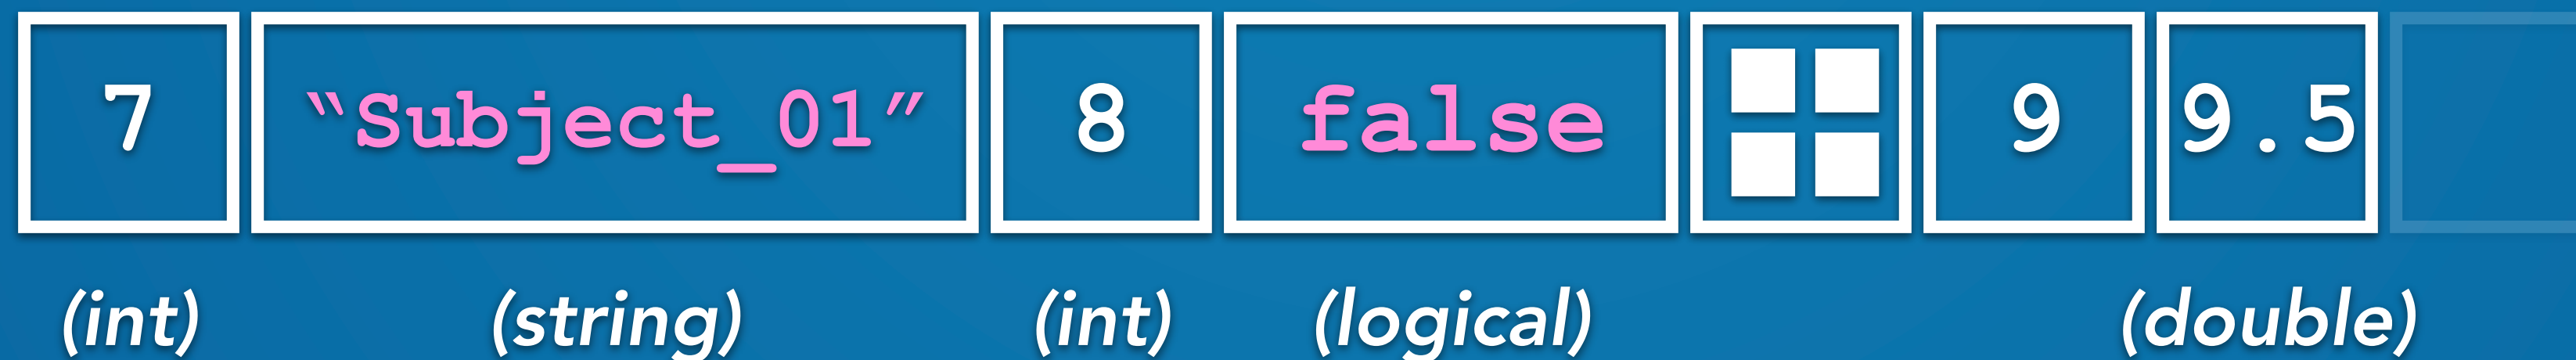 7 “Subject_01” 8 false 9 9.5
(int) (string) (int) (logical) (double)